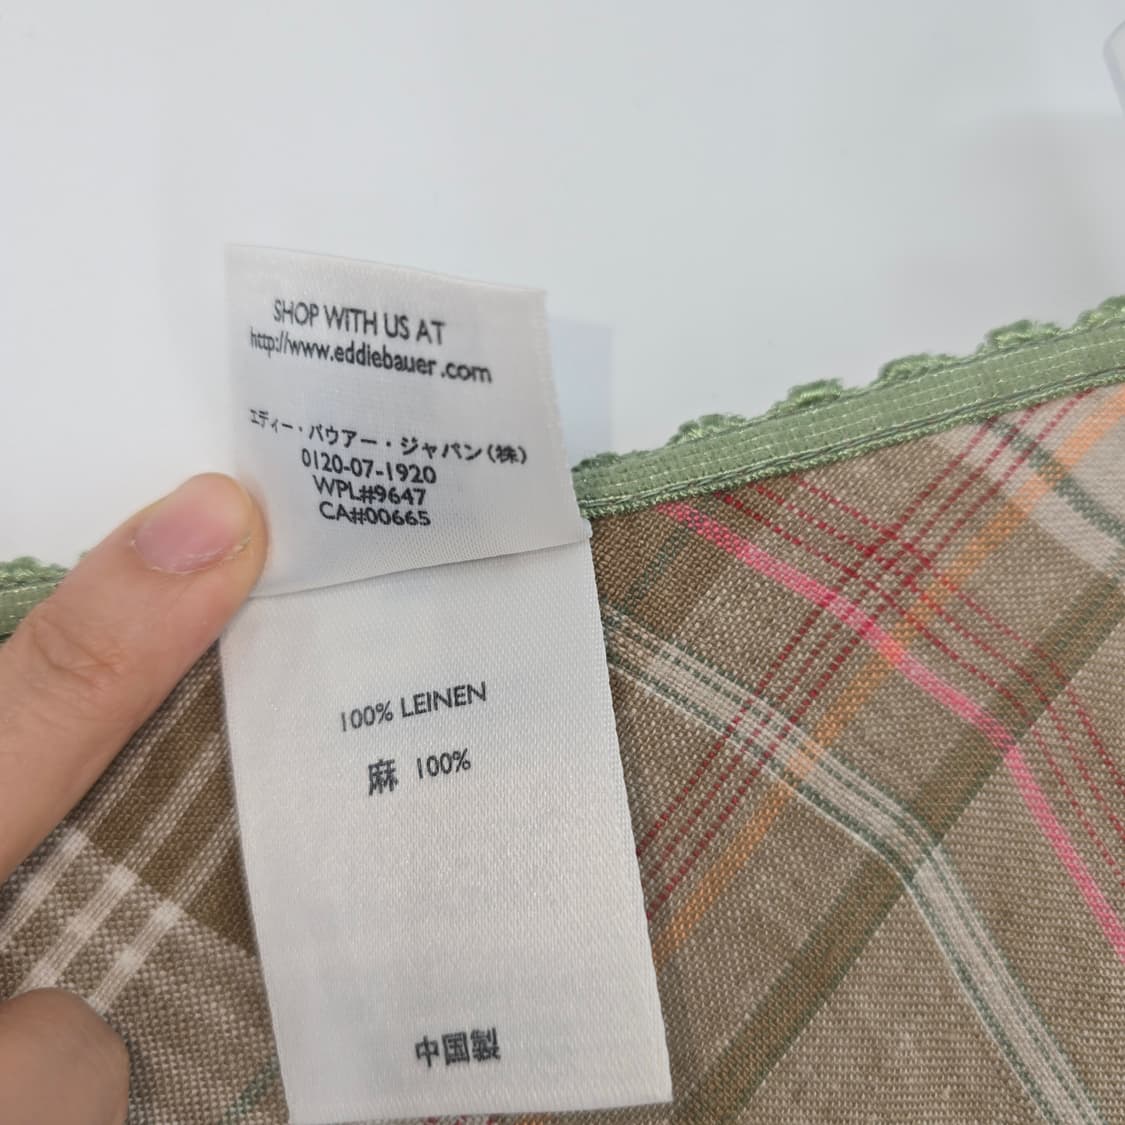 SHOP WITH US AT
http://www.eddiebauer.com
エディー・バウアー・ジャパン(株)
0120-07-1920
WPL#9647
CA#00665
100% LEINEN
麻 100%
中国製